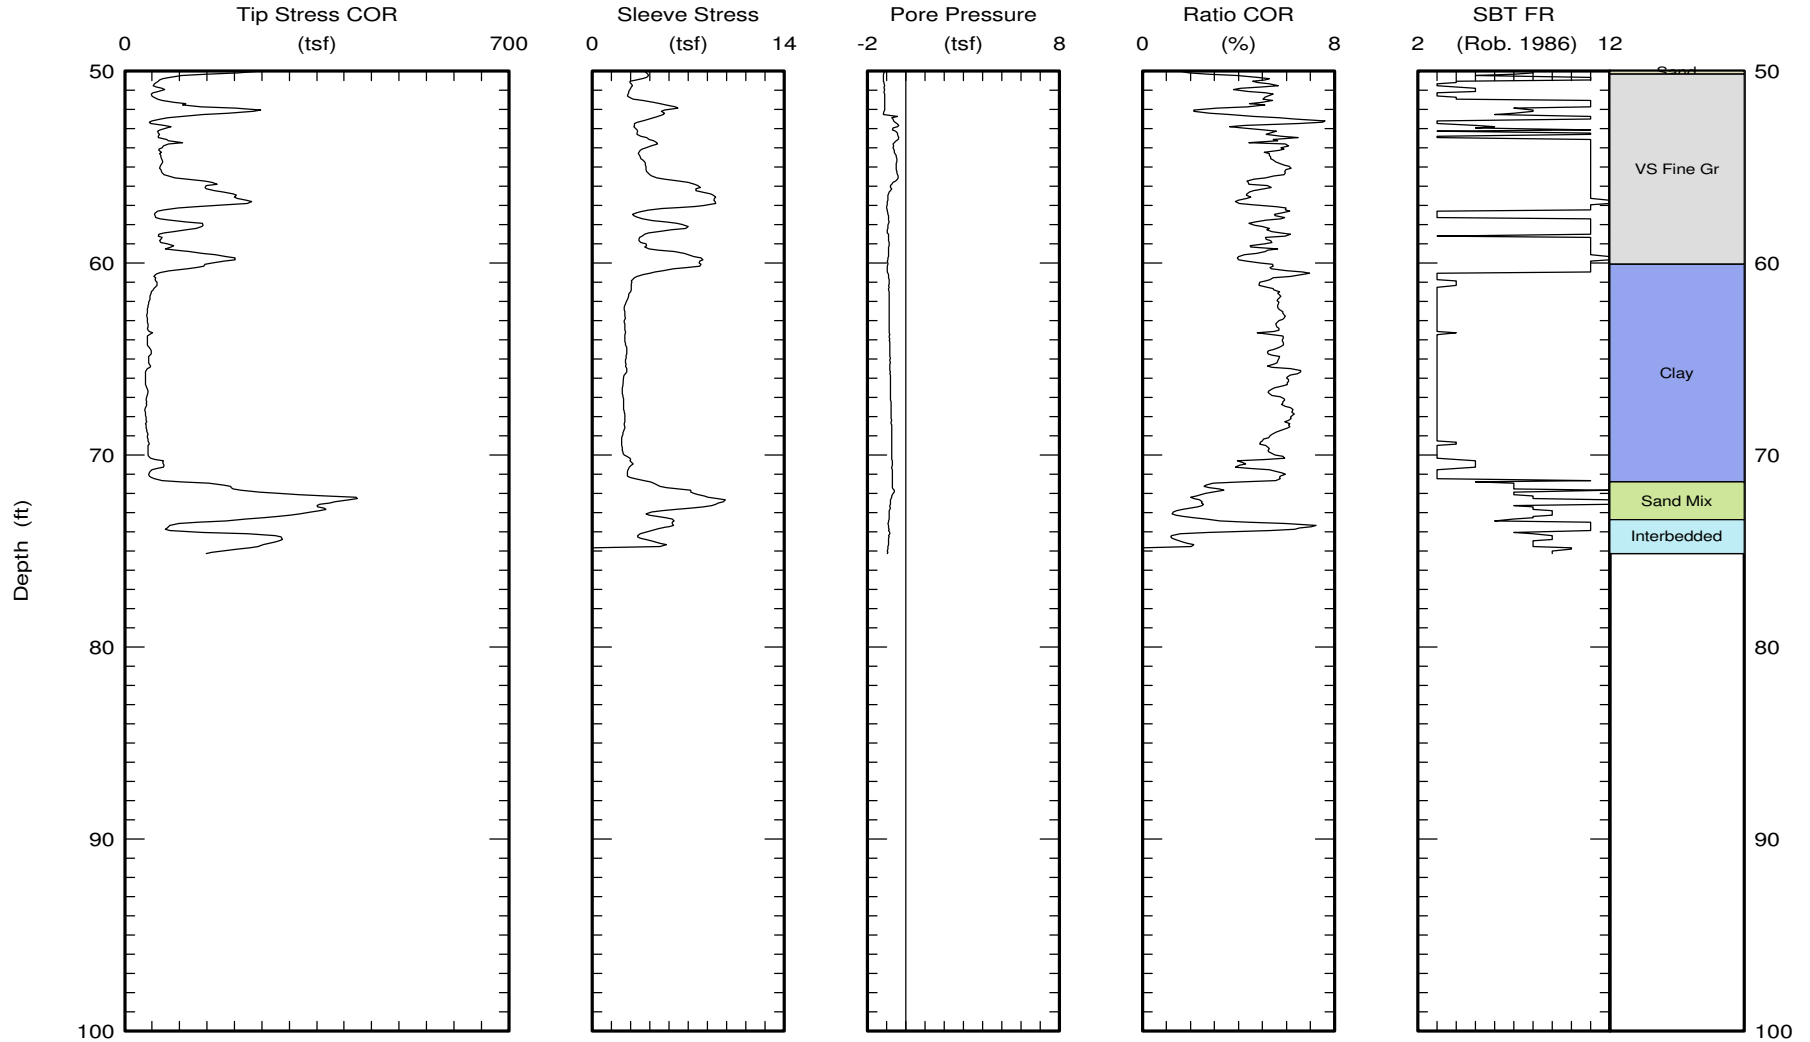 Tip Stress COR Sleeve Stress Pore Pressure Ratio COR SBT FR
0 (tsf) 700 0 (tsf) 14 -2 (tsf) 8 0 (%) 8 2 (Rob. 1986) 12
50 Sand 50
VS Fine Gr
60 60
Clay
70 70
Sand Mix
Interbedded
Depth (ft)
80 80
90 90
100 100